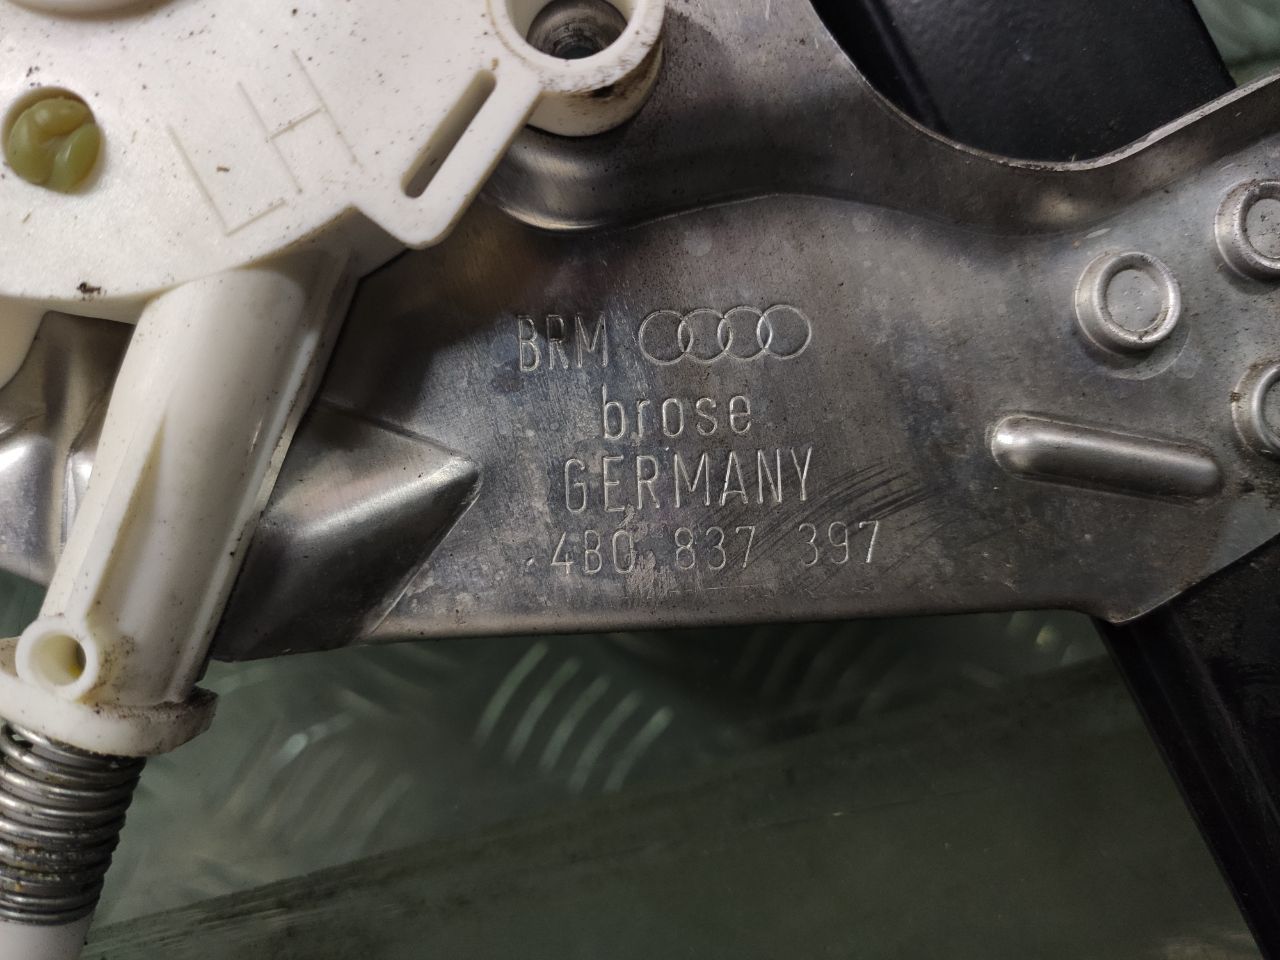 LH
BRM
brose
GERMANY
4B0 837 397